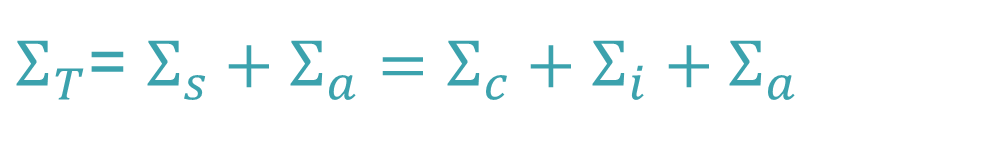 Σ_T = Σ_s + Σ_a = Σ_c + Σ_i + Σ_a